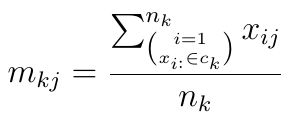 m_{kj} = \frac{\sum_{\binom{i=1}{x_{i:} \in c_k}}^{n_k} x_{ij}}{n_k}